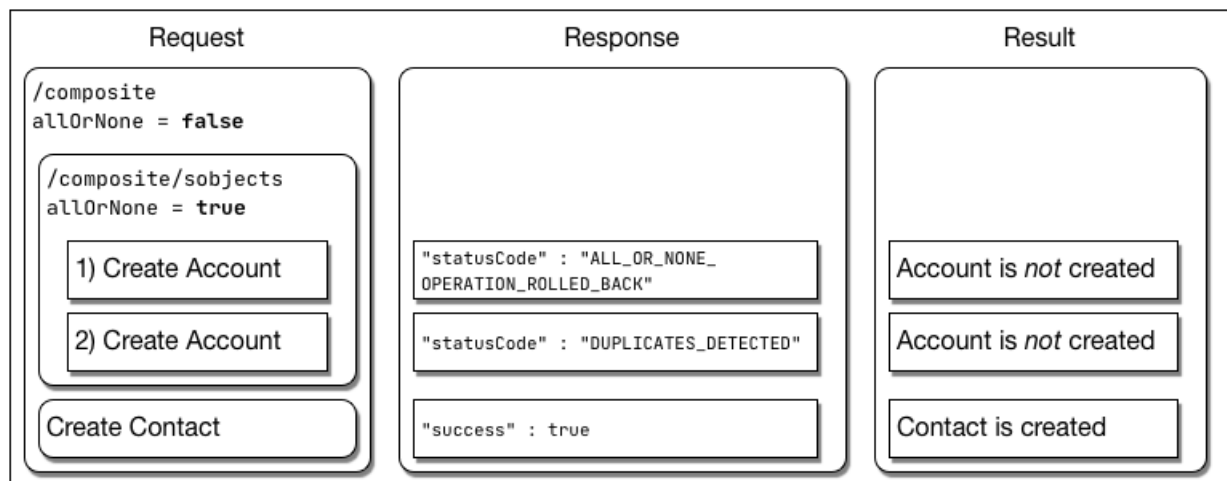 Request
Response
Result
/composite
allOrNone = false
/composite/sobjects
allOrNone = true
1) Create Account
"statusCode" : "ALL_OR_NONE_
OPERATION_ROLLED_BACK"
Account is not created
2) Create Account
"statusCode" : "DUPLICATES_DETECTED"
Account is not created
Create Contact
"success" : true
Contact is created